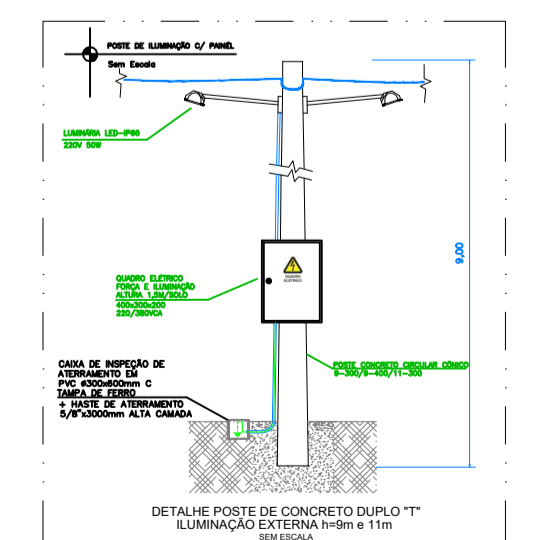 POSTE DE ILUMINAÇÃO C/ PAINÉL
Sem Escala
LUMINÁRIA LED-IP66
220V 50W
9,00
QUADRO ELÉTRICO
FORÇA E ILUMINAÇÃO
ALTURA 1,5M/SOLO
400x300x200
220/380VCA
QUADRO
ELÉTRICO
CAIXA DE INSPEÇÃO DE
ATERRAMENTO EM
PVC ø300x600mm C
TAMPA DE FERRO
+ HASTE DE ATERRAMENTO
5/8"x3000mm ALTA CAMADA
POSTE CONCRETO CIRCULAR CÔNICO
9-300/9-400/11-300
DETALHE POSTE DE CONCRETO DUPLO "T"
ILUMINAÇÃO EXTERNA h=9m e 11m
SEM ESCALA